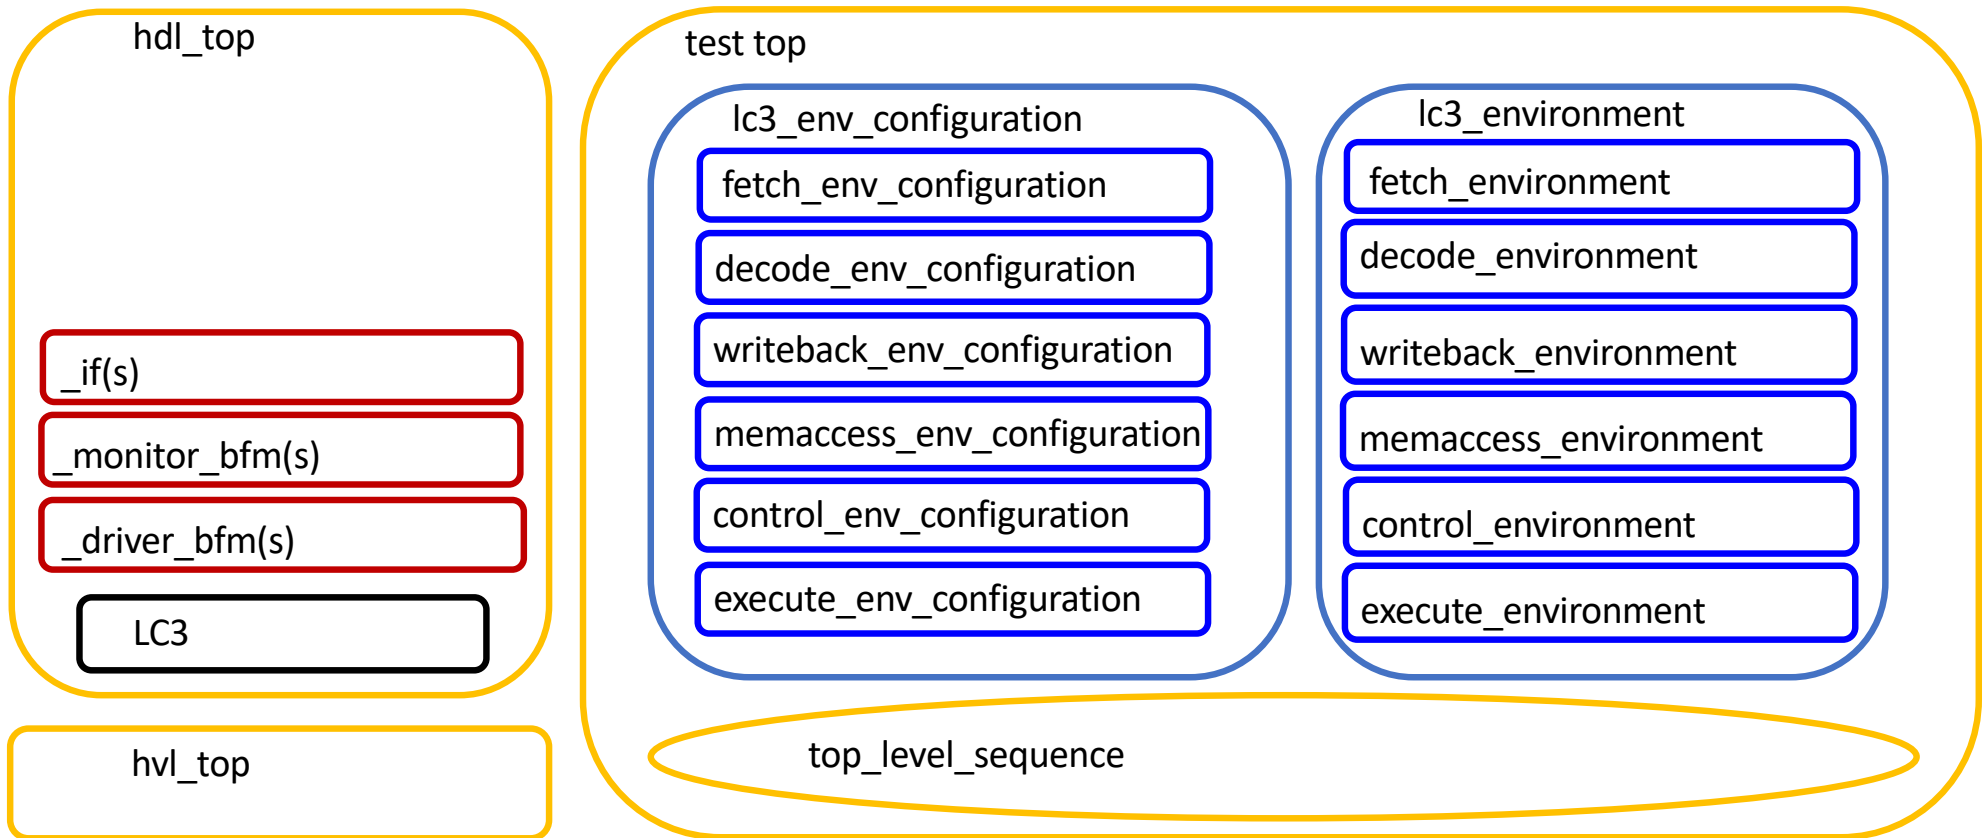 hdl_top
_if(s)
_monitor_bfm(s)
_driver_bfm(s)
LC3
hvl_top
test top
lc3_env_configuration
fetch_env_configuration
decode_env_configuration
writeback_env_configuration
memaccess_env_configuration
control_env_configuration
execute_env_configuration
lc3_environment
fetch_environment
decode_environment
writeback_environment
memaccess_environment
control_environment
execute_environment
top_level_sequence